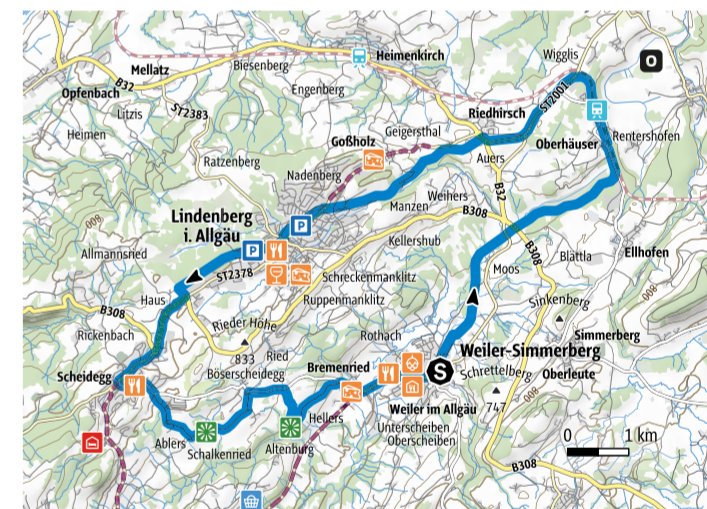 Wigglis
O
Heimenkirch
Biesenberg
Mellatz
B32
Opfenbach
Engenberg
Litzis
ST2383
Heimen
ST2001
Riedhirsch
Geigersthal
Goßholz
Oberhäuser
Rentershofen
Auers
Ratzenberg
Nadenberg
B32
Weihers
Manzen
B308
Lindenberg
i. Allgäu
P
P
Kellershub
B308
Ellhofen
Blättla
Moos
Allmannsried
900
ST2378
Schreckenmanklitz
Ruppenmanklitz
Haus
B308
Sinkenberg
800
Rickenbach
Rieder Höhe
833
Ried
Rothach
Simmerberg
Weiler-Simmerberg
S
Scheidegg
Böserscheidegg
Bremenried
Schrettelberg
Oberleute
800
747
Weiler im Allgäu
Hellers
Unterscheiben
Oberscheiben
Ablers
Schalkenried
Altenburg
0 1 km
B308